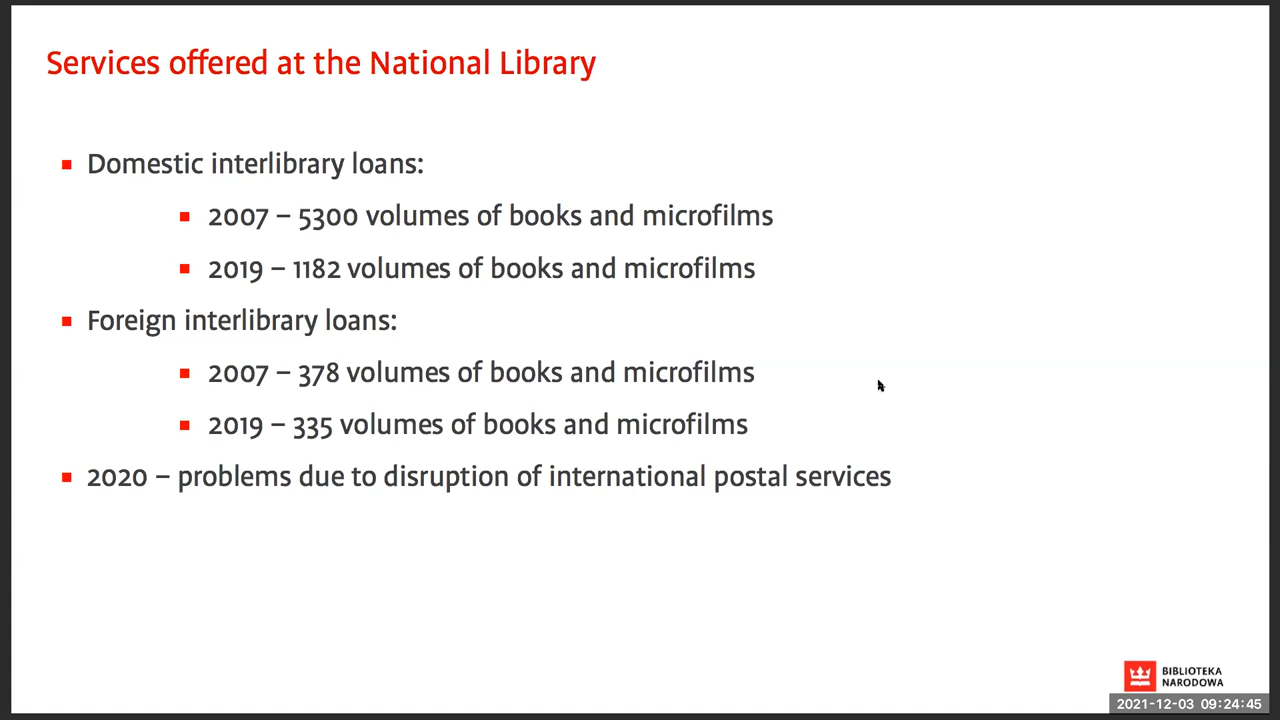 Services offered at the National Library
Domestic interlibrary loans:
2007 – 5300 volumes of books and microfilms
2019 – 1182 volumes of books and microfilms
Foreign interlibrary loans:
2007 – 378 volumes of books and microfilms
2019 – 335 volumes of books and microfilms
2020 – problems due to disruption of international postal services
BIBLIOTEKA
NARODOWA
2021-12-03 09:24:45